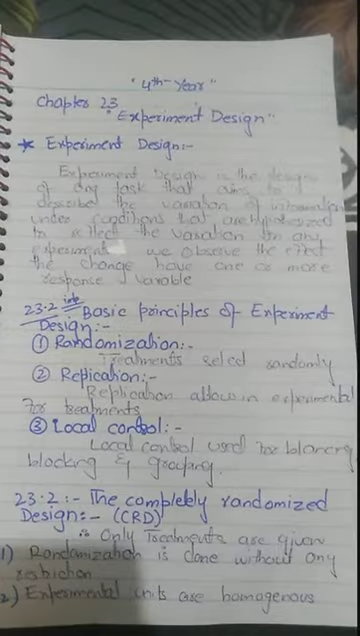 "4th-Year"
Chapter 23
"Experiment Design"
* Experiment Design:-
Experiment Design is the design
of any task that aims to
describe the variation of information
under conditions that are hypothesized
to reflect the variation In any
experiment we observe the effect
the change have one or more
response variable
23.2 Basic principles of Experiment
Design:-
① Randomization:-
Treatments select randomly
② Replication:-
Replication allow in experimental
For treatments
③ Local control:-
Local control used for
blocking & grouping.
23.2:- The completly randomized
Design:- (CRD)
Only Treatments are given
1) Randomization is done without any
restriction
2) Experimental units are homogenous